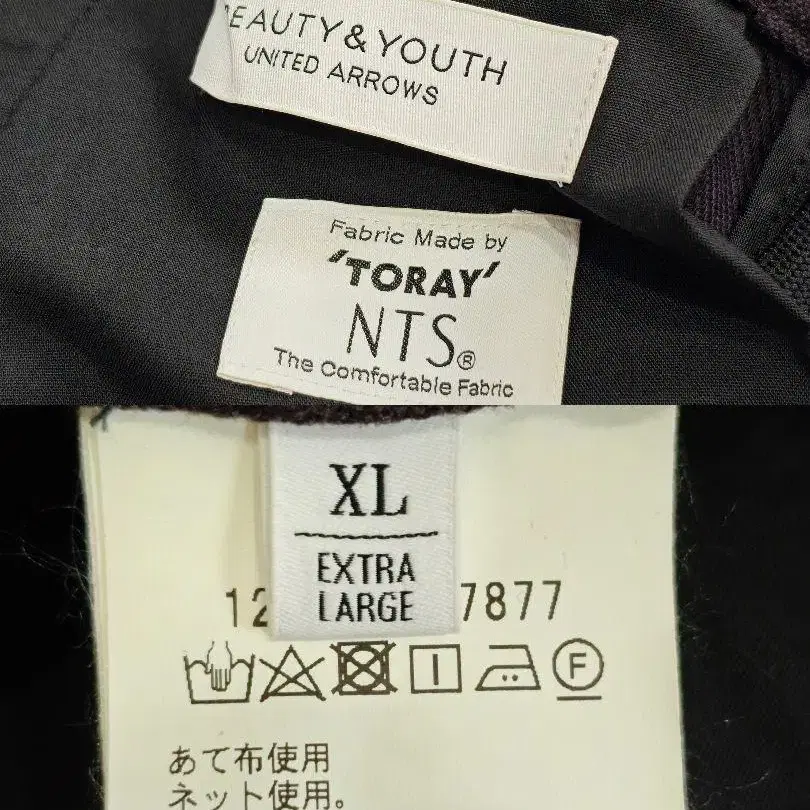 BEAUTY&YOUTH
UNITED ARROWS
Fabric Made by
'TORAY'
NTS®
The Comfortable Fabric
XL
EXTRA
LARGE
12 7877
F
あて布使用
ネット使用。